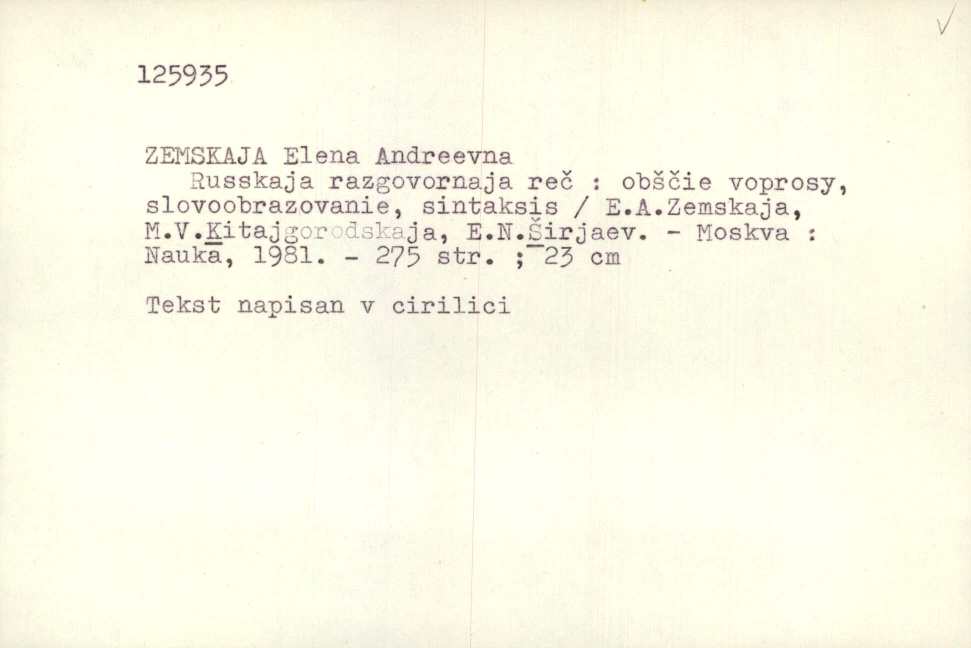 125935
ZEMSKAJA Elena Andreevna
Russkaja razgovornaja reč : obščie voprosy,
slovoobrazovanie, sintaksis / E.A.Zemskaja,
M.V.Kitajgorodskaja, E.N.Širjaev. - Moskva :
Nauka, 1981. - 275 str. ; 23 cm
Tekst napisan v cirilici